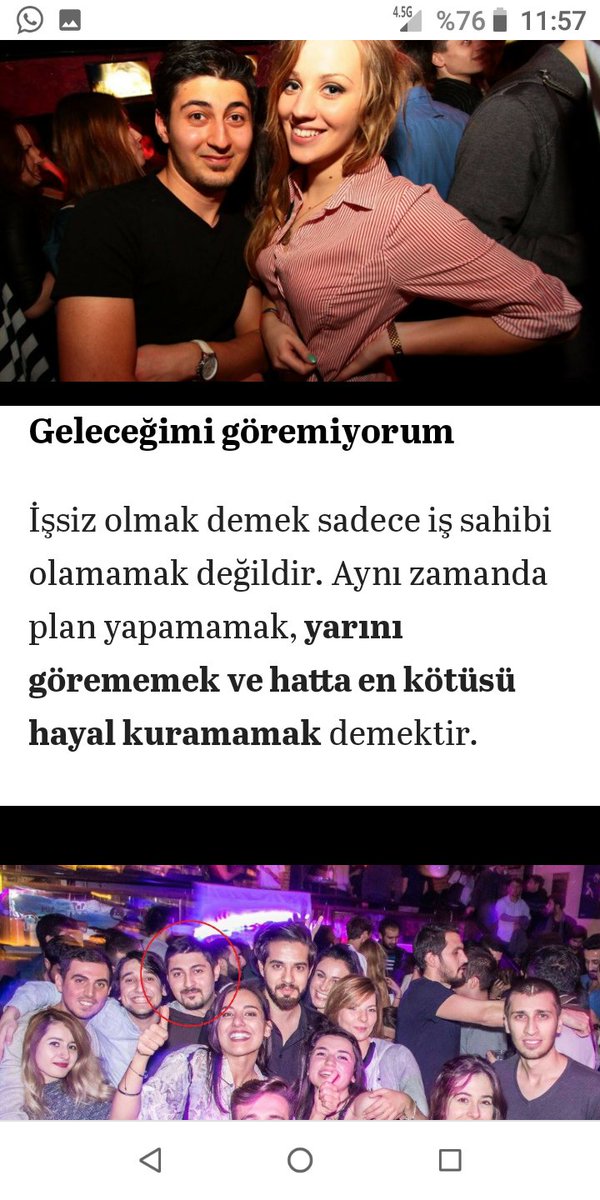 4.5G %76 11:57
Geleceğimi göremiyorum
İşsiz olmak demek sadece iş sahibi
olamamak değildir. Aynı zamanda
plan yapamamak, yarını
görememek ve hatta en kötüsü
hayal kuramamak demektir.